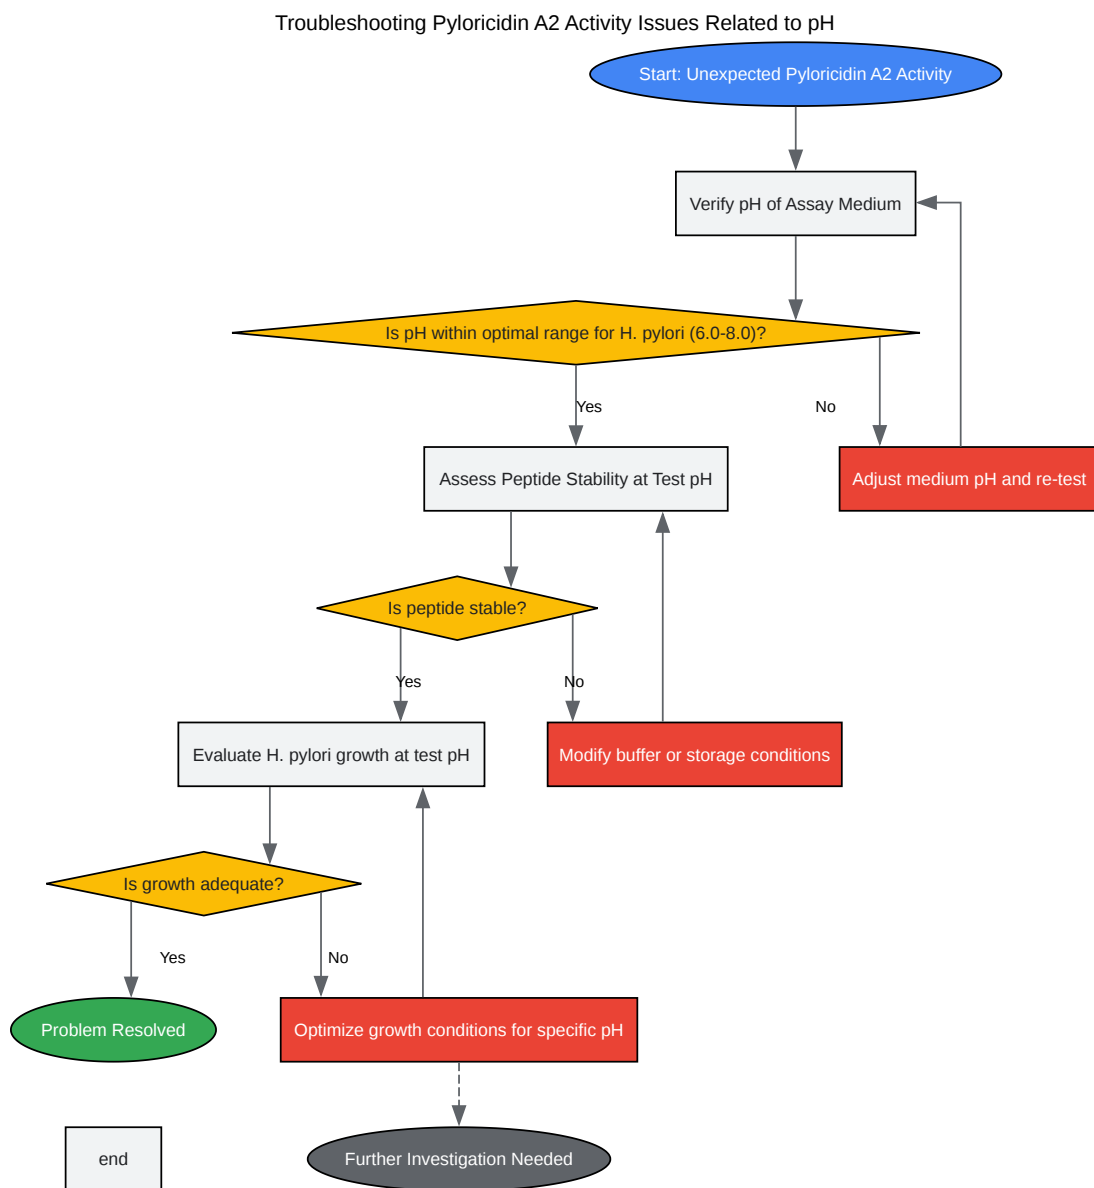 Troubleshooting Pyloricidin A2 Activity Issues Related to pH
Start: Unexpected Pyloricidin A2 Activity
Verify pH of Assay Medium
Is pH within optimal range for H. pylori (6.0-8.0)?
Yes
No
Assess Peptide Stability at Test pH
Adjust medium pH and re-test
Is peptide stable?
Yes
No
Evaluate H. pylori growth at test pH
Modify buffer or storage conditions
Is growth adequate?
Yes
No
Problem Resolved
Optimize growth conditions for specific pH
end
Further Investigation Needed